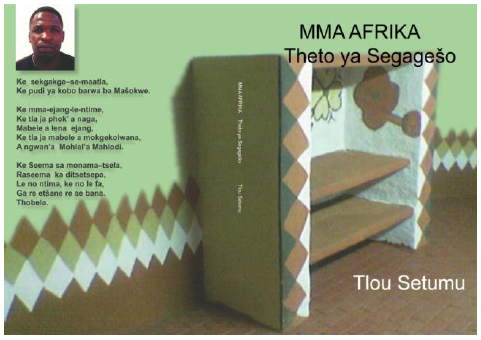 Ke sekgakga–se-maatla,
Ke pudi ya kobo barwa ba Mašokwe.
Ke mma-ejang-le-ntime,
Ke tla ja phok' a naga,
Mabele a lena ejang,
Ke tla ja mabele a mokgekolwana,
A ngwan'a Mohlal'a Mahlodi.
Ke Seema sa monama–tsela,
Raseema ka ditsetsepa,
Le no ntima, ke no le fa,
Ga re etšano re se bana.
Thobela.
MMA AFRIKA Theto ya Segagešo Tlou Setumu
MMA AFRIKA
Theto ya Segagešo
Tlou Setumu